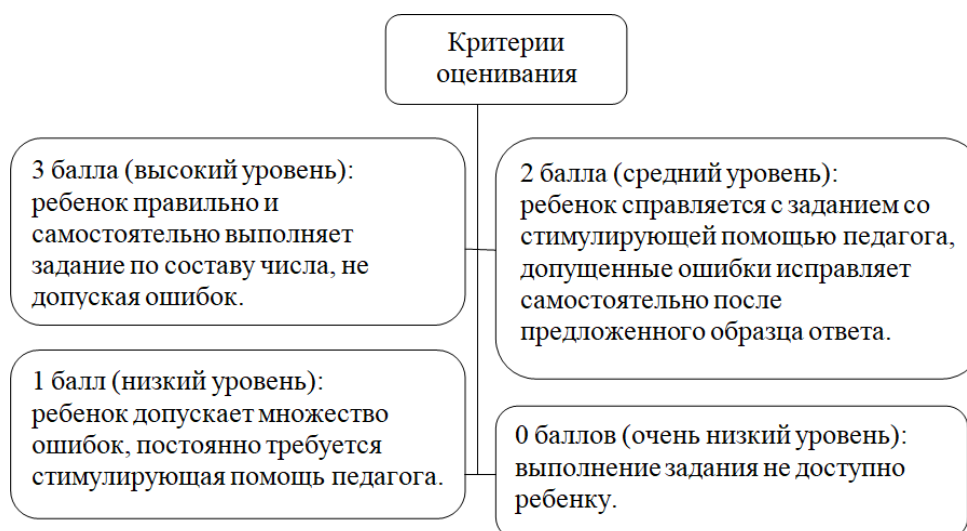 Критерии
оценивания
3 балла (высокий уровень):
ребенок правильно и
самостоятельно выполняет
задание по составу числа, не
допуская ошибок.
2 балла (средний уровень):
ребенок справляется с заданием со
стимулирующей помощью педагога,
допущенные ошибки исправляет
самостоятельно после
предложенного образца ответа.
1 балл (низкий уровень):
ребенок допускает множество
ошибок, постоянно требуется
стимулирующая помощь педагога.
0 баллов (очень низкий уровень):
выполнение задания не доступно
ребенку.